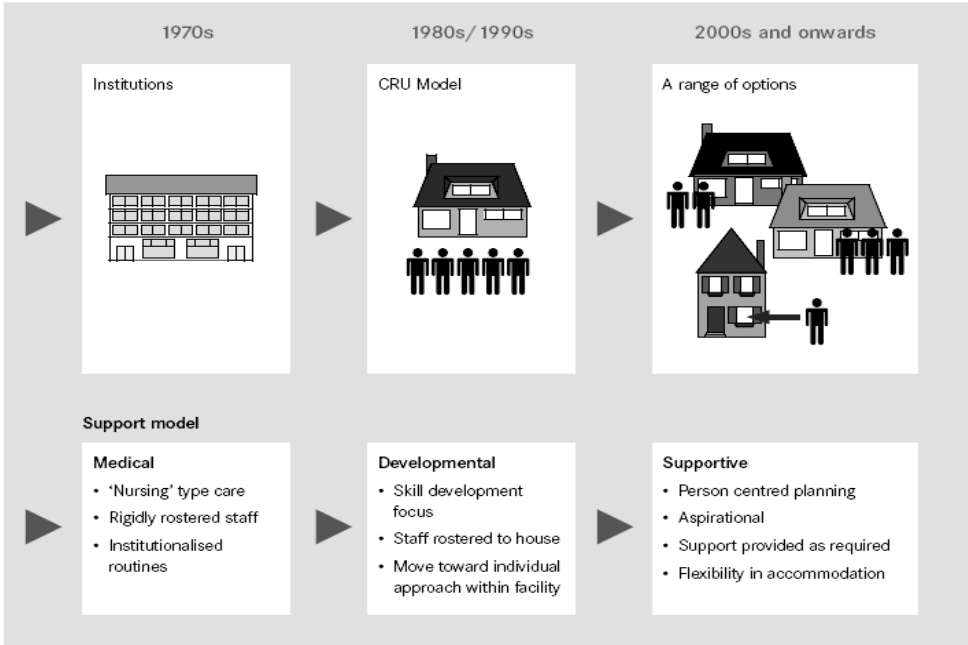 1970s
1980s/1990s
2000s and onwards
Institutions
CRU Model
A range of options
Support model
Medical
• ‘Nursing’ type care
• Rigidly rostered staff
• Institutionalised
routines
Developmental
• Skill development
focus
• Staff rostered to house
• Move toward individual
approach within facility
Supportive
• Person centred planning
• Aspirational
• Support provided as required
• Flexibility in accommodation